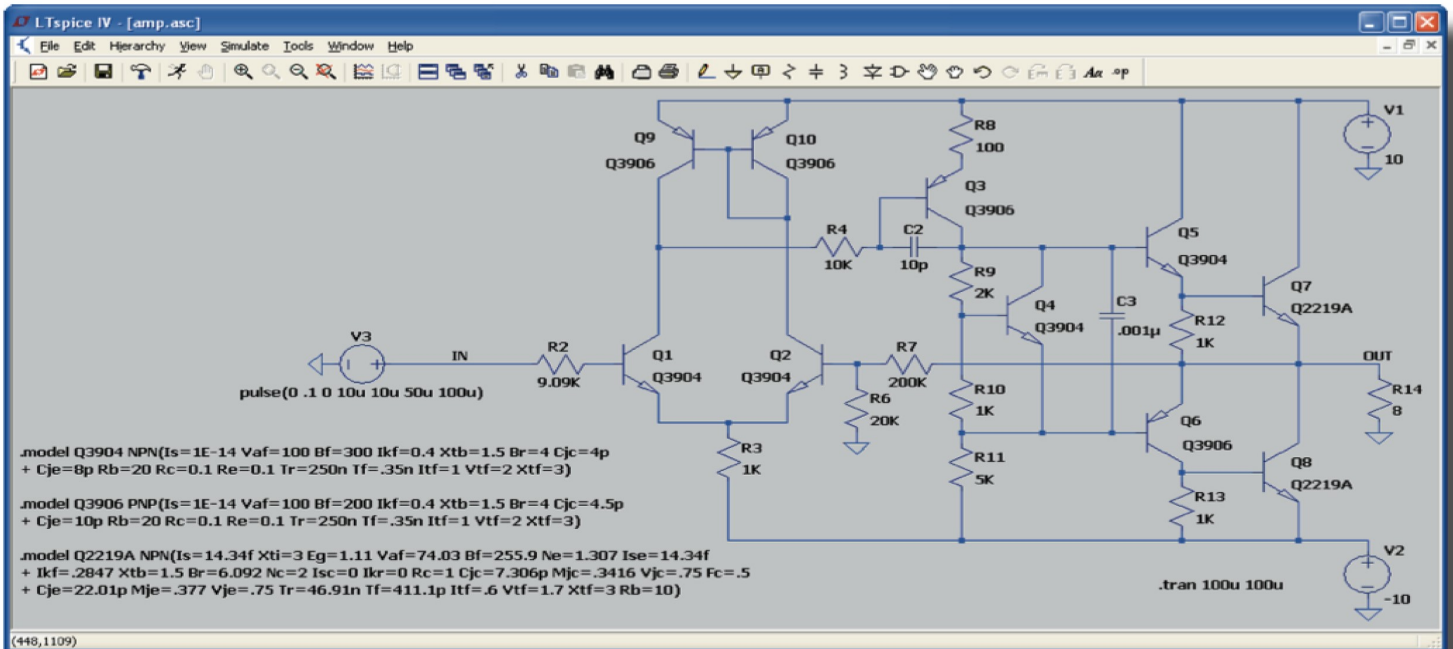 LTspice IV - [amp.asc]
File Edit Hierarchy View Simulate Tools Window Help
Aa .op
V1
10
R8
100
Q9
Q3906
Q10
Q3906
Q3
Q3906
R4
10K
C2
10p
Q5
Q3904
R9
2K
Q4
Q3904
C3
.001µ
Q7
Q2219A
R12
1K
V3
IN
R2
9.09K
Q1
Q3904
Q2
Q3904
R7
200K
OUT
pulse(0 .1 0 10u 10u 50u 100u)
R6
20K
R10
1K
R14
8
Q6
Q3906
R3
1K
R11
5K
Q8
Q2219A
R13
1K
.model Q3904 NPN(Is=1E-14 Vaf=100 Bf=300 Ikf=0.4 Xtb=1.5 Br=4 Cjc=4p
+ Cje=8p Rb=20 Rc=0.1 Re=0.1 Tr=250n Tf=.35n Itf=1 Vtf=2 Xtf=3)
.model Q3906 PNP(Is=1E-14 Vaf=100 Bf=200 Ikf=0.4 Xtb=1.5 Br=4 Cjc=4.5p
+ Cje=10p Rb=20 Rc=0.1 Re=0.1 Tr=250n Tf=.35n Itf=1 Vtf=2 Xtf=3)
.model Q2219A NPN(Is=14.34f Xti=3 Eg=1.11 Vaf=74.03 Bf=255.9 Ne=1.307 Ise=14.34f
+ Ikf=.2847 Xtb=1.5 Br=6.092 Nc=2 Isc=0 Ikr=0 Rc=1 Cjc=7.306p Mjc=.3416 Vjc=.75 Fc=.5
+ Cje=22.01p Mje=.377 Vje=.75 Tr=46.91n Tf=411.1p Itf=.6 Vtf=1.7 Xtf=3 Rb=10)
.tran 100u 100u
V2
-10
(448,1109)